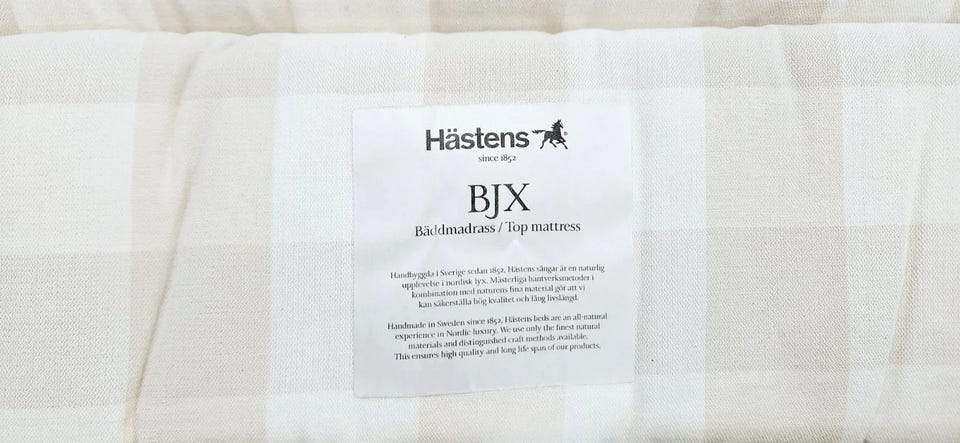 Hästens®
since 1852
BJX
Bäddmadrass / Top mattress
Handbyggda i Sverige sedan 1852, Hästens sängar är en naturlig
upplevelse i nordisk lyx. Mästerliga hantverksmetoder i
kombination med naturens fina material gör att vi
kan säkerställa hög kvalitet och lång livslängd.
Handmade in Sweden since 1852, Hästens beds are an all-natural
experience in Nordic luxury. We use only the finest natural
materials and distinguished craft methods available.
This ensures high quality and long life span of our products.